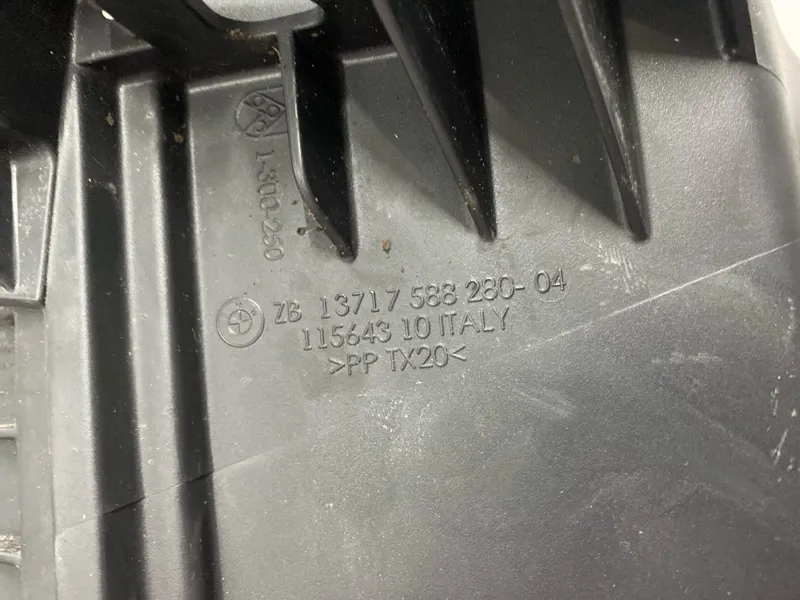 1-300-250
ZB 13717 588 280-04
115643 10 ITALY
>PP TX20<